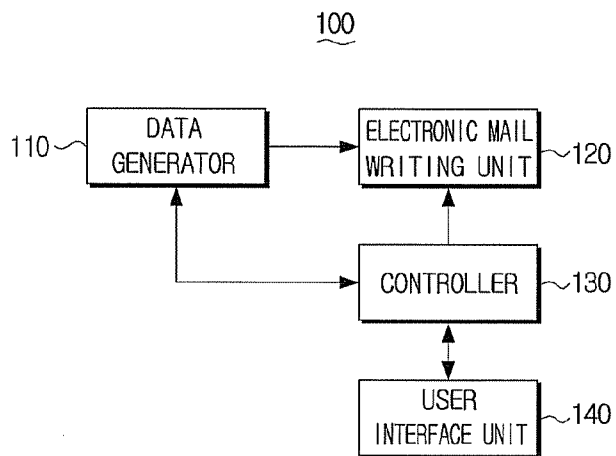 100
110
DATA
GENERATOR
ELECTRONIC MAIL
WRITING UNIT
120
CONTROLLER
130
USER
INTERFACE UNIT
140